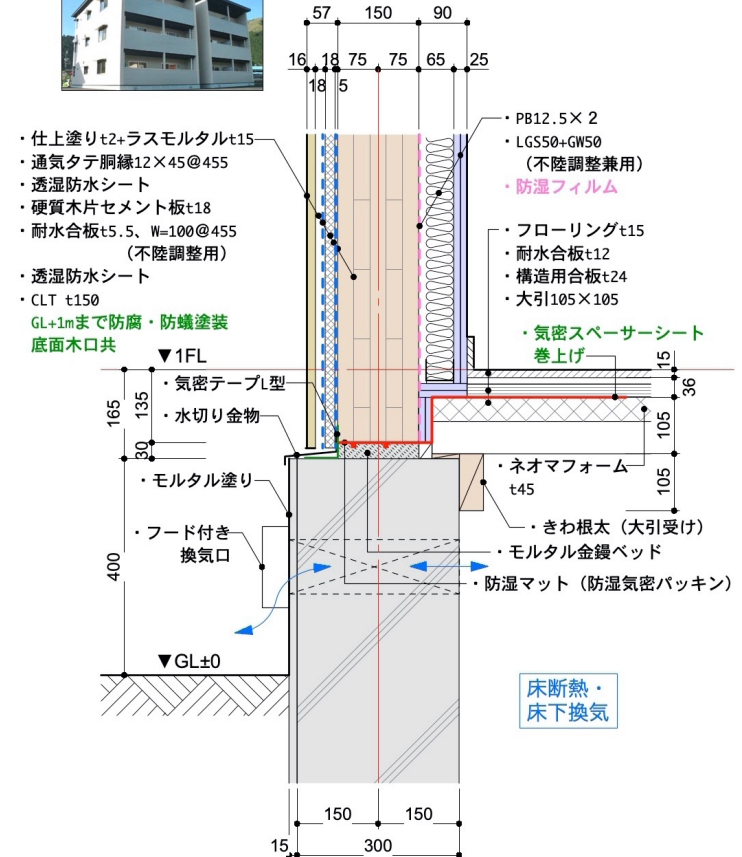 57 150 90
16 18 75 75 65 25
18 5
・仕上塗りt2+ラスモルタルt15
・通気タテ胴縁12×45@455
・透湿防水シート
・硬質木片セメント板t18
・耐水合板t5.5、W=100@455
（不陸調整用）
・透湿防水シート
・CLT t150
GL+1mまで防腐・防蟻塗装
底面木口共
・PB12.5×2
・LGS50+GW50
（不陸調整兼用）
・防湿フィルム
・フローリングt15
・耐水合板t12
・構造用合板t24
・大引105×105
・気密スペーサーシート
巻上げ
▼1FL
・気密テープL型
・水切り金物
・モルタル塗り
・フード付き
換気口
165
135
30
400
15
36
105
105
・ネオマフォーム
t45
・きわ根太（大引受け）
・モルタル金鏝ベッド
・防湿マット（防湿気密パッキン）
▼GL±0
床断熱・
床下換気
150 150
15 300